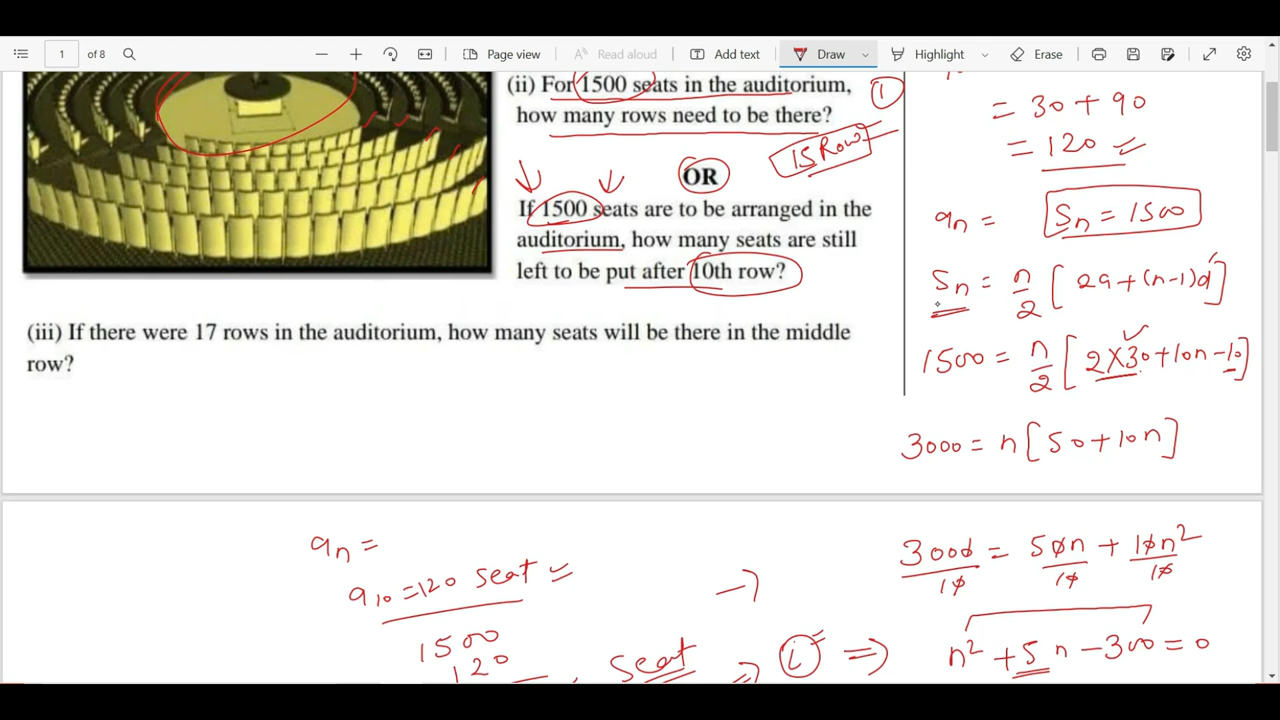 1 of 8 Page view Read aloud Add text Draw Highlight Erase
(ii) For 1500 seats in the auditorium,
how many rows need to be there?
1
15 Rows
OR
If 1500 seats are to be arranged in the
auditorium, how many seats are still
left to be put after 10th row?
(iii) If there were 17 rows in the auditorium, how many seats will be there in the middle
row?
= 30 + 90
= 120
an = Sn = 1500
Sn = n/2 [ 2a + (n-1)d ]
1500 = n/2 [ 2×30 + 10n - 10 ]
3000 = n [ 50 + 10n ]
an =
a10 = 120 seat
1500
120
seat
3000/10 = 50n/10 + 10n²/10
i ⇒ n² + 5n - 300 = 0